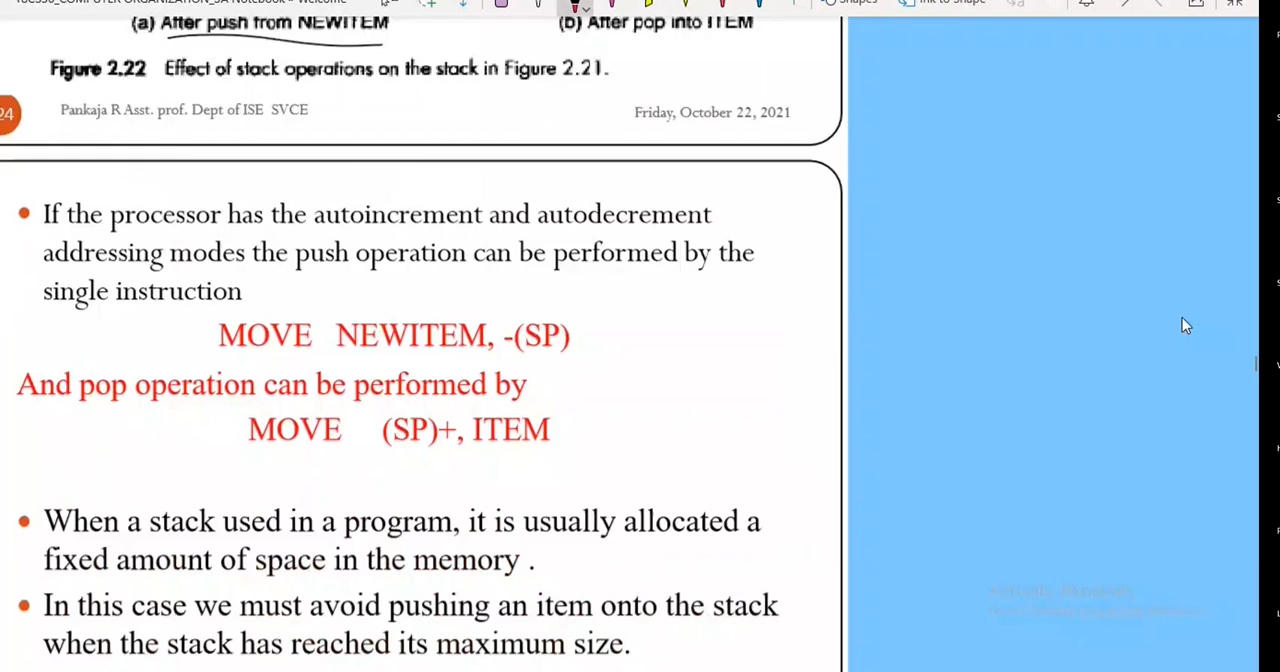 (a) After push from NEWITEM (b) After pop into ITEM
Figure 2.22 Effect of stack operations on the stack in Figure 2.21.
24 Pankaja R Asst. prof. Dept of ISE SVCE Friday, October 22, 2021
• If the processor has the autoincrement and autodecrement
addressing modes the push operation can be performed by the
single instruction
MOVE NEWITEM, -(SP)
And pop operation can be performed by
MOVE (SP)+, ITEM
• When a stack used in a program, it is usually allocated a
fixed amount of space in the memory .
• In this case we must avoid pushing an item onto the stack
when the stack has reached its maximum size.